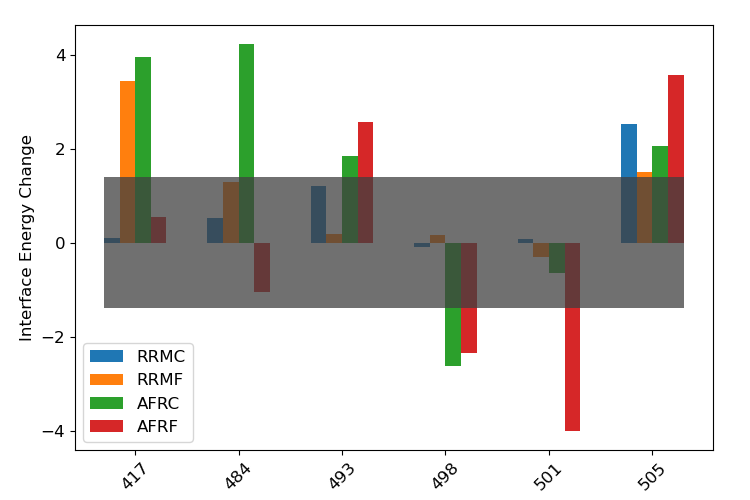 4
2
0
−2
−4
Interface Energy Change
RRMC
RRMF
AFRC
AFRF
417 484 493 498 501 505